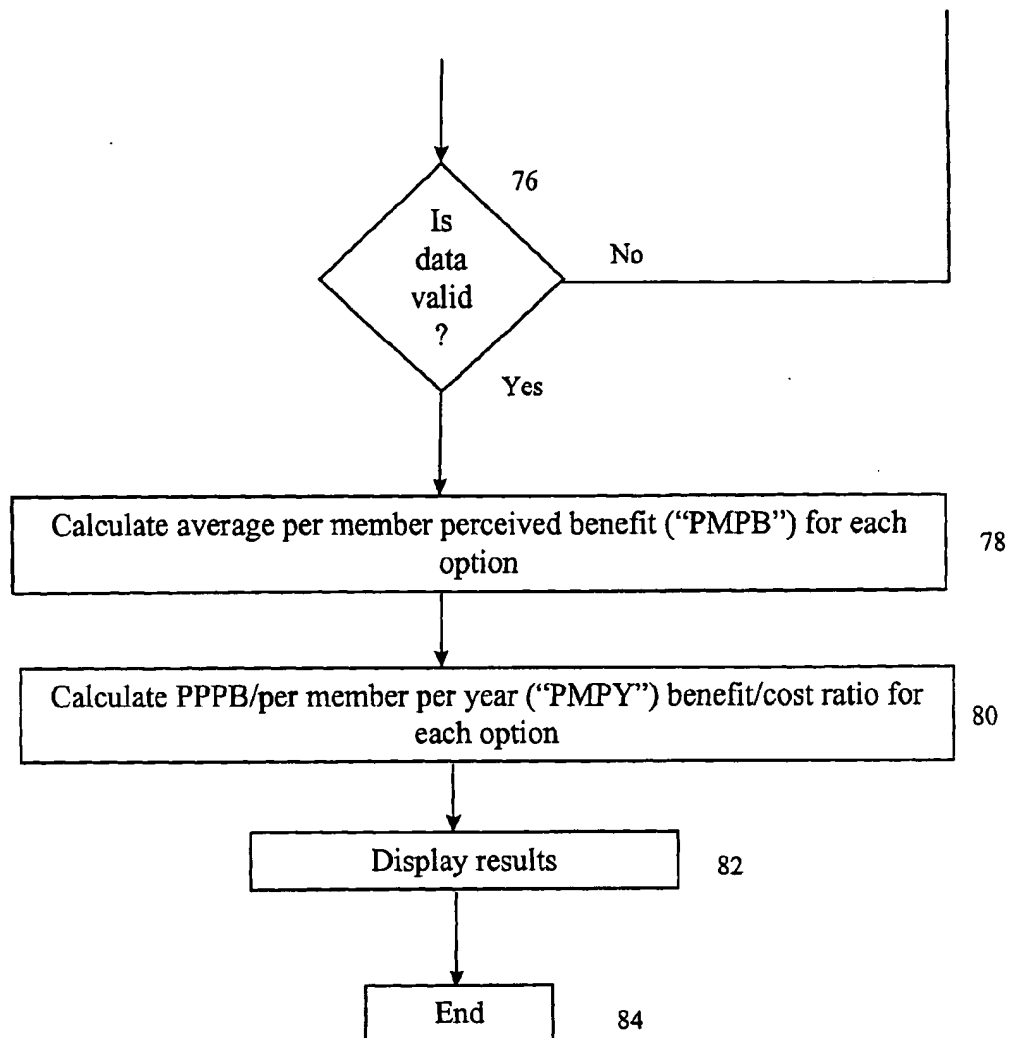 76
Is
data
valid
?
No
Yes
Calculate average per member perceived benefit (“PMPB”) for each
option
78
Calculate PPPB/per member per year (“PMPY”) benefit/cost ratio for
each option
80
Display results
82
End
84